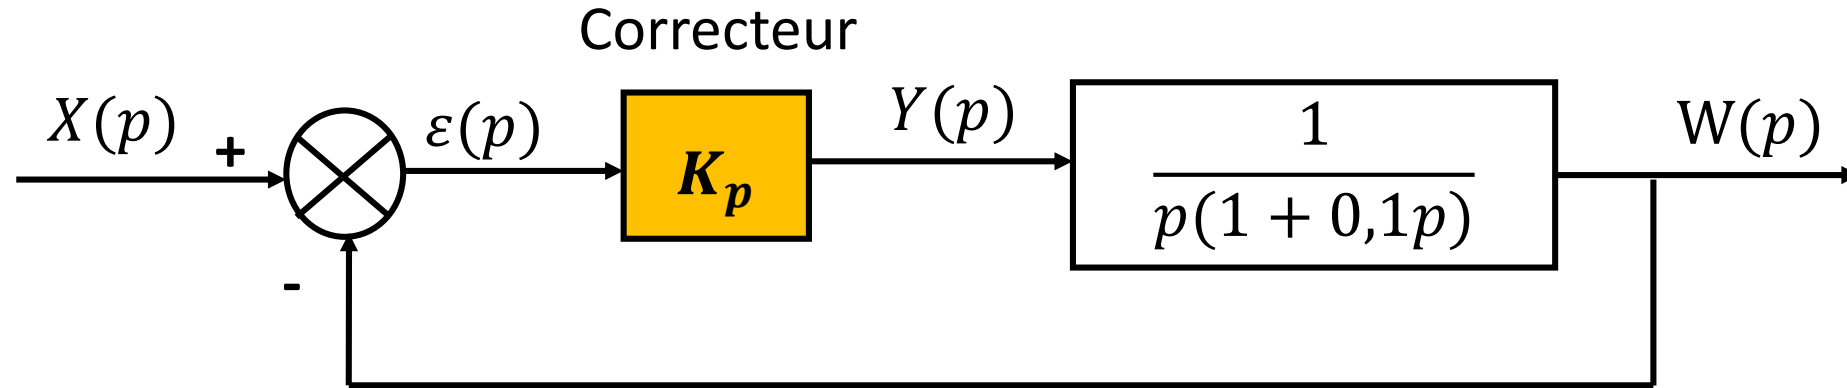 Correcteur
X(p)
+
ε(p)
K_p
Y(p)
1
p(1 + 0,1p)
W(p)
-